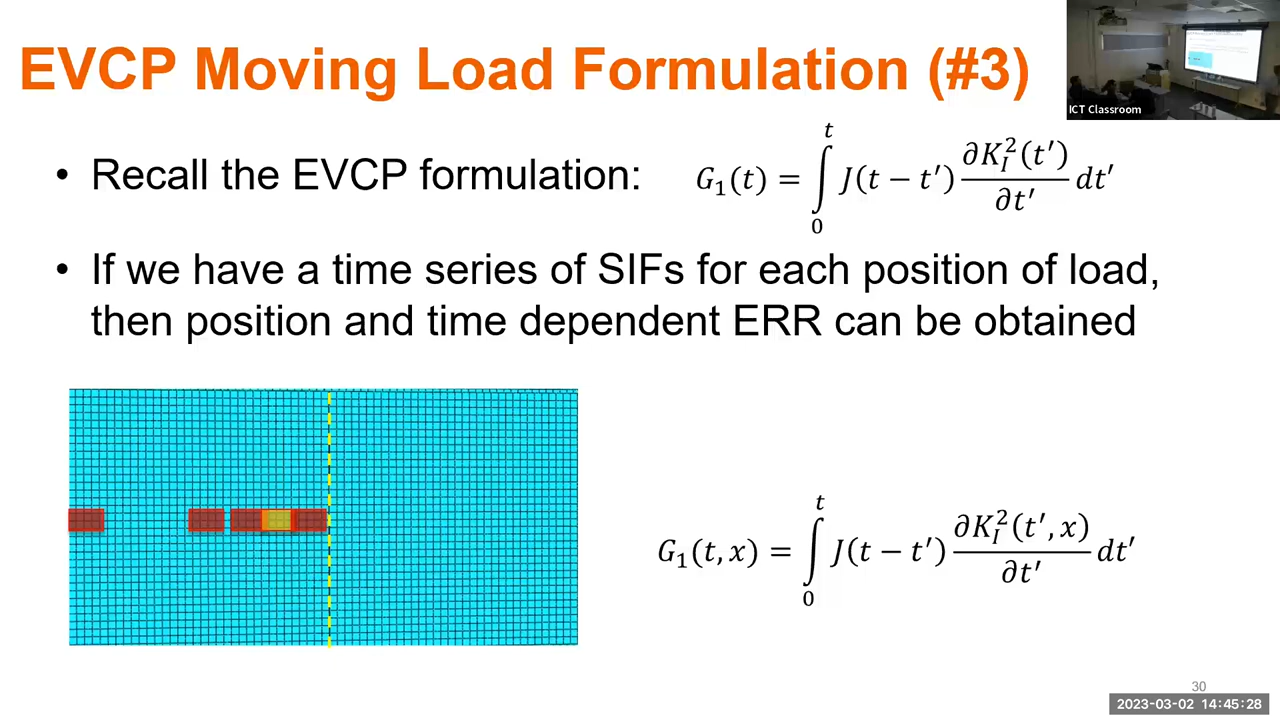 EVCP Moving Load Formulation (#3)
ICT Classroom
• Recall the EVCP formulation: G₁(t) = ∫₀ᵗ J(t − t′) ∂K_I²(t′)/∂t′ dt′
• If we have a time series of SIFs for each position of load,
then position and time dependent ERR can be obtained
G₁(t, x) = ∫₀ᵗ J(t − t′) ∂K_I²(t′, x)/∂t′ dt′
30
2023-03-02 14:45:28